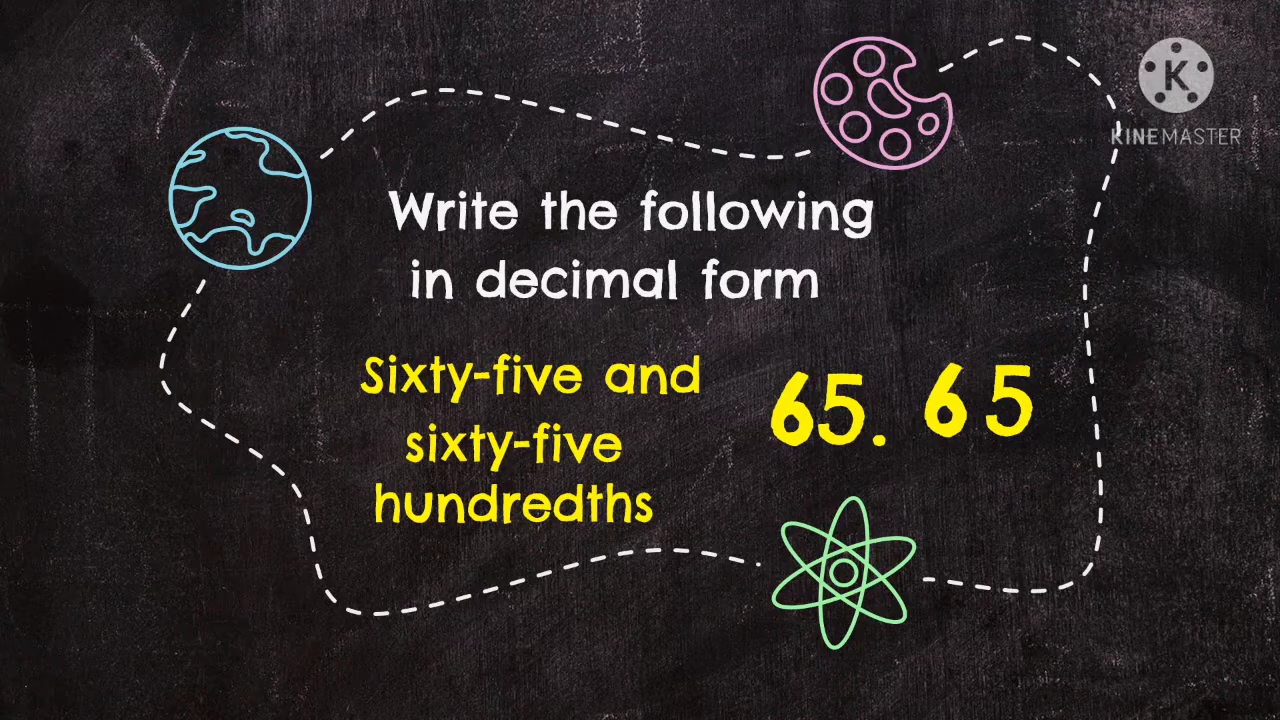 K
KINEMASTER
Write the following
in decimal form
Sixty-five and
sixty-five
hundredths
65. 65